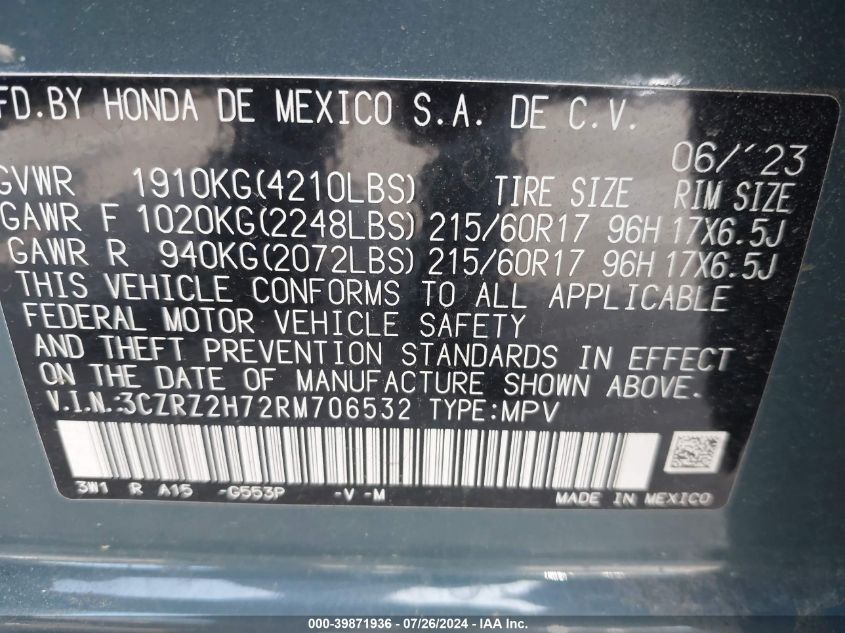 FD.BY HONDA DE MEXICO S.A. DE C.V.
06/´23
GVWR 1910KG(4210LBS) TIRE SIZE RIM SIZE
GAWR F 1020KG(2248LBS) 215/60R17 96H 17X6.5J
GAWR R 940KG(2072LBS) 215/60R17 96H 17X6.5J
THIS VEHICLE CONFORMS TO ALL APPLICABLE
FEDERAL MOTOR VEHICLE SAFETY
AND THEFT PREVENTION STANDARDS IN EFFECT
ON THE DATE OF MANUFACTURE SHOWN ABOVE.
V.I.N.:3CZRZ2H72RM706532 TYPE:MPV
3W1 R A15 -G553P -V -M MADE IN MEXICO
000-39871936 - 07/26/2024 - IAA Inc.